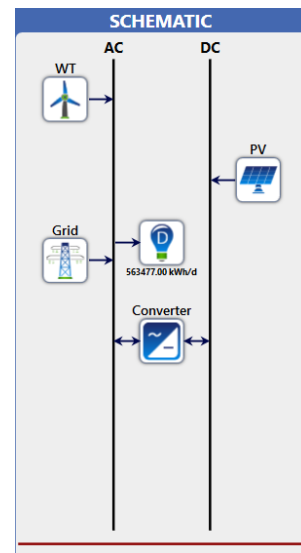 SCHEMATIC
AC DC
WT
PV
Grid
D
563477.00 kWh/d
Converter